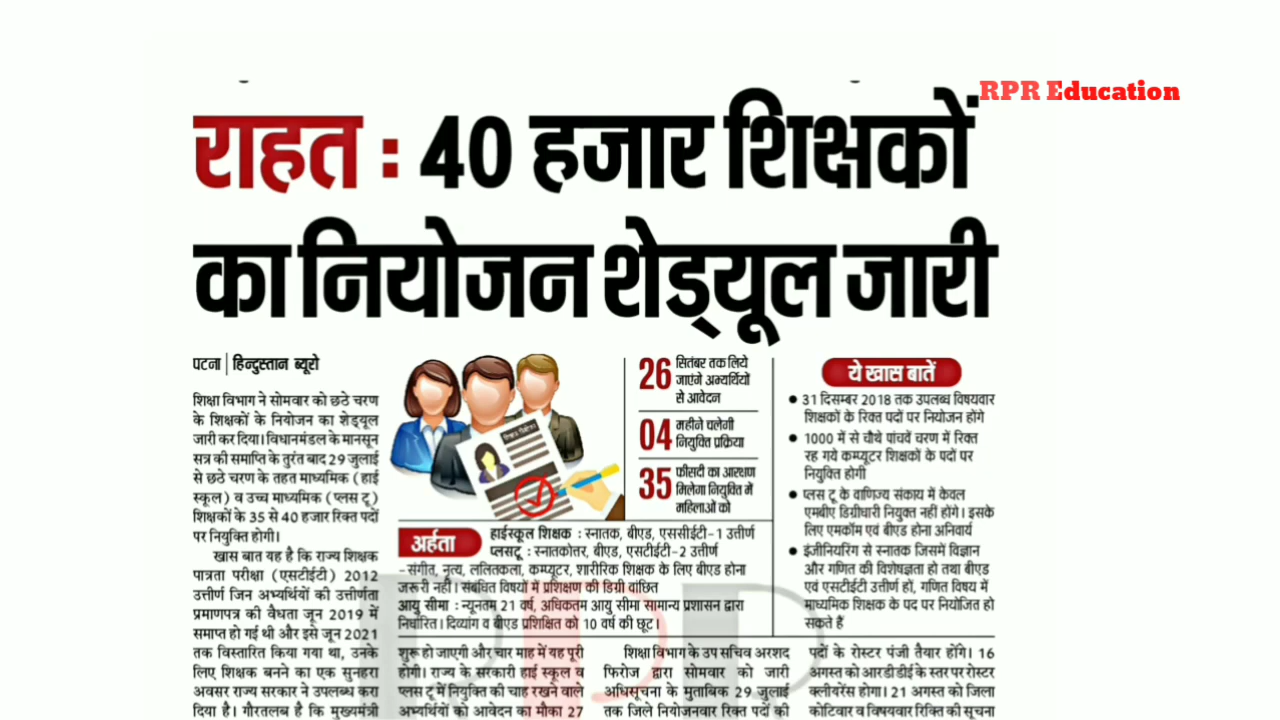 RPR Education
राहत : 40 हजार शिक्षकों
का नियोजन शेड्यूल जारी
पटना | हिन्दुस्तान ब्यूरो
शिक्षा विभाग ने सोमवार को छठे चरण
के शिक्षकों के नियोजन का शेड्यूल
जारी कर दिया। विधानमंडल के मानसून
सत्र की समाप्ति के तुरंत बाद 29 जुलाई
से छठे चरण के तहत माध्यमिक (हाई
स्कूल) व उच्च माध्यमिक (प्लस टू)
शिक्षकों के 35 से 40 हजार रिक्त पदों
पर नियुक्ति होगी।
खास बात यह है कि राज्य शिक्षक
पात्रता परीक्षा (एसटीईटी) 2012
उत्तीर्ण जिन अभ्यर्थियों की उत्तीर्णता
प्रमाणपत्र की वैधता जून 2019 में
समाप्त हो गई थी और इसे जून 2021
तक विस्तारित किया गया था, उनके
लिए शिक्षक बनने का एक सुनहरा
अवसर राज्य सरकार ने उपलब्ध करा
दिया है। गौरतलब है कि मुख्यमंत्री
26 सितंबर तक लिये
जाएंगे अभ्यर्थियों
से आवेदन
04 महीने चलेगी
नियुक्ति प्रक्रिया
35 फीसदी का आरक्षण
मिलेगा नियुक्ति में
महिलाओं को
अर्हता
हाईस्कूल शिक्षक : स्नातक, बीएड, एससीईटी-1 उत्तीर्ण
प्लसटू : स्नातकोत्तर, बीएड, एसटीईटी-2 उत्तीर्ण
-संगीत, नृत्य, ललितकला, कम्प्यूटर, शारीरिक शिक्षक के लिए बीएड होना
जरूरी नहीं। संबंधित विषयों में प्रशिक्षण की डिग्री वांछित
आयु सीमा : न्यूनतम 21 वर्ष, अधिकतम आयु सीमा सामान्य प्रशासन द्वारा
निर्धारित। दिव्यांग व बीएड प्रशिक्षित को 10 वर्ष की छूट।
ये खास बातें
● 31 दिसम्बर 2018 तक उपलब्ध विषयवार
शिक्षकों के रिक्त पदों पर नियोजन होंगे
● 1000 में से चौथे पांचवें चरण में रिक्त
रह गये कम्प्यूटर शिक्षकों के पदों पर
नियुक्ति होगी
● प्लस टू के वाणिज्य संकाय में केवल
एमबीए डिग्रीधारी नियुक्त नहीं होंगे। इसके
लिए एमकॉम एवं बीएड होना अनिवार्य
● इंजीनियरिंग से स्नातक जिसमें विज्ञान
और गणित की विशेषज्ञता हो तथा बीएड
एवं एसटीईटी उत्तीर्ण हों, गणित विषय में
माध्यमिक शिक्षक के पद पर नियोजित हो
सकते हैं
शुरू हो जाएगी और चार माह में यह पूरी
होगी। राज्य के सरकारी हाई स्कूल व
प्लस टू में नियुक्ति की चाह रखने वाले
अभ्यर्थियों को आवेदन का मौका 27
शिक्षा विभाग के उप सचिव अरशद
फिरोज द्वारा सोमवार को जारी
अधिसूचना के मुताबिक 29 जुलाई
तक जिले नियोजनवार रिक्त पदों की
पदों के रोस्टर पंजी तैयार होंगे। 16
अगस्त को आरडीडीई के स्तर पर रोस्टर
क्लीयरेंस होगा। 21 अगस्त को जिला
कोटिवार व विषयवार रिक्ति की सूचना